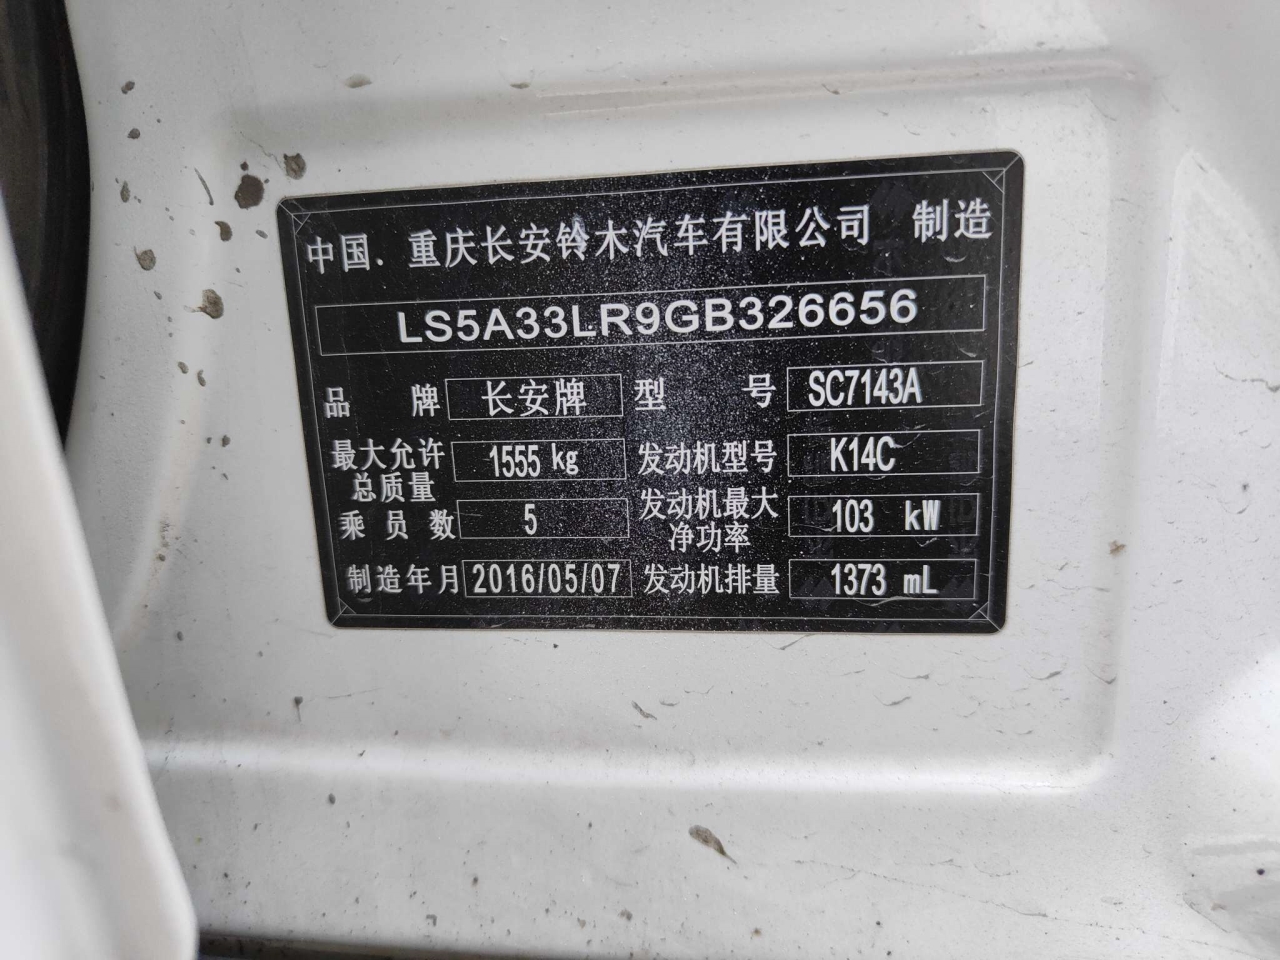 中国.重庆长安铃木汽车有限公司 制造
LS5A33LR9GB326656
品牌 长安牌 型号 SC7143A
最大允许总质量 1555 kg 发动机型号 K14C
乘员数 5 发动机最大净功率 103 kW
制造年月 2016/05/07 发动机排量 1373 mL